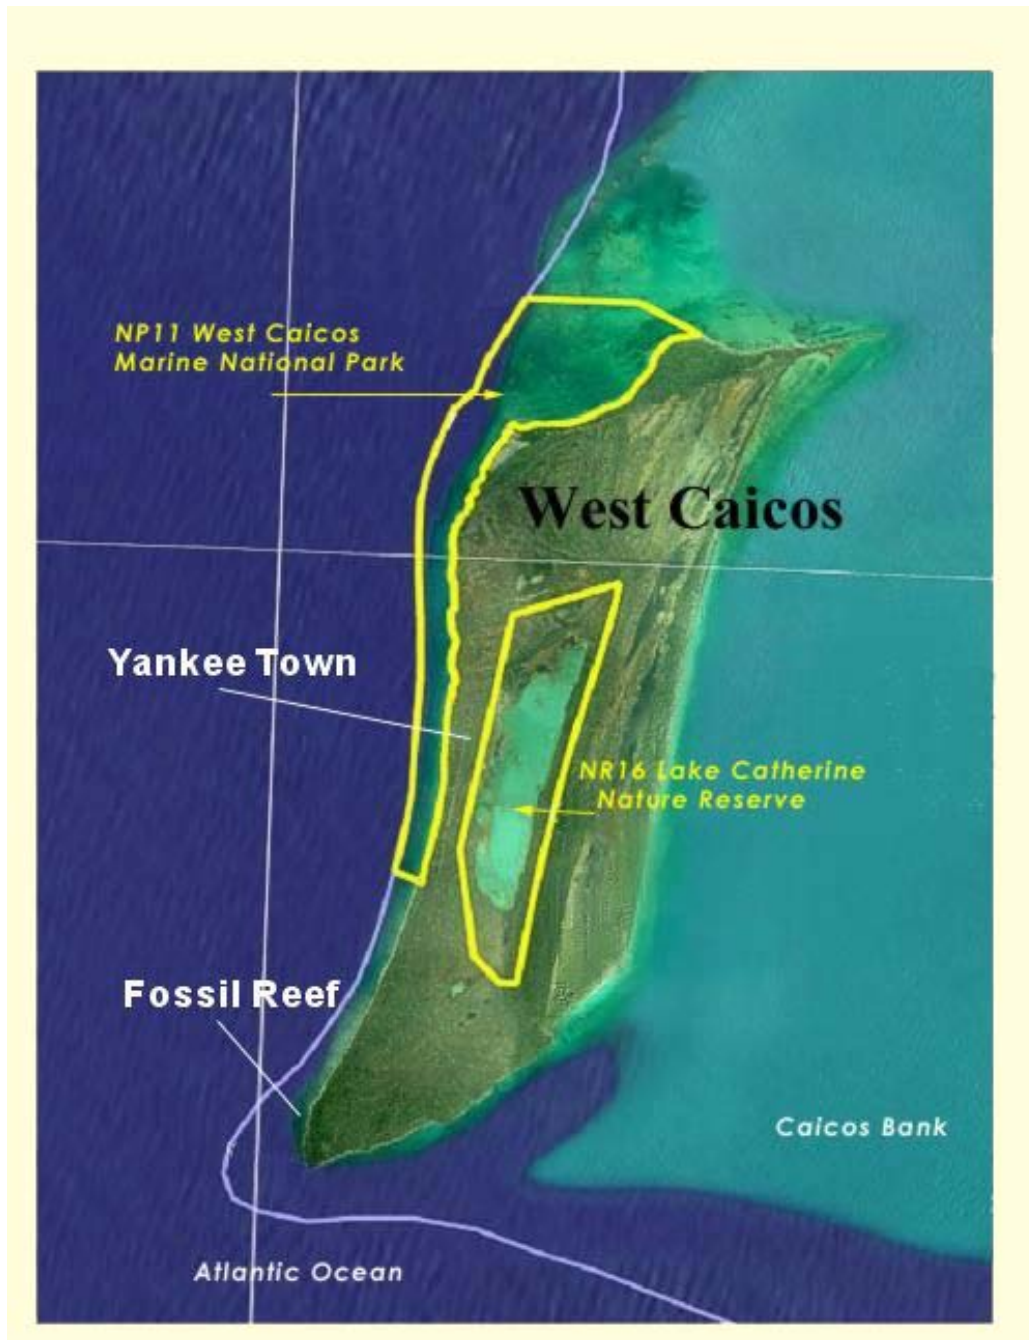 NP11 West Caicos
Marine National Park
West Caicos
Yankee Town
NR16 Lake Catherine
Nature Reserve
Fossil Reef
Caicos Bank
Atlantic Ocean